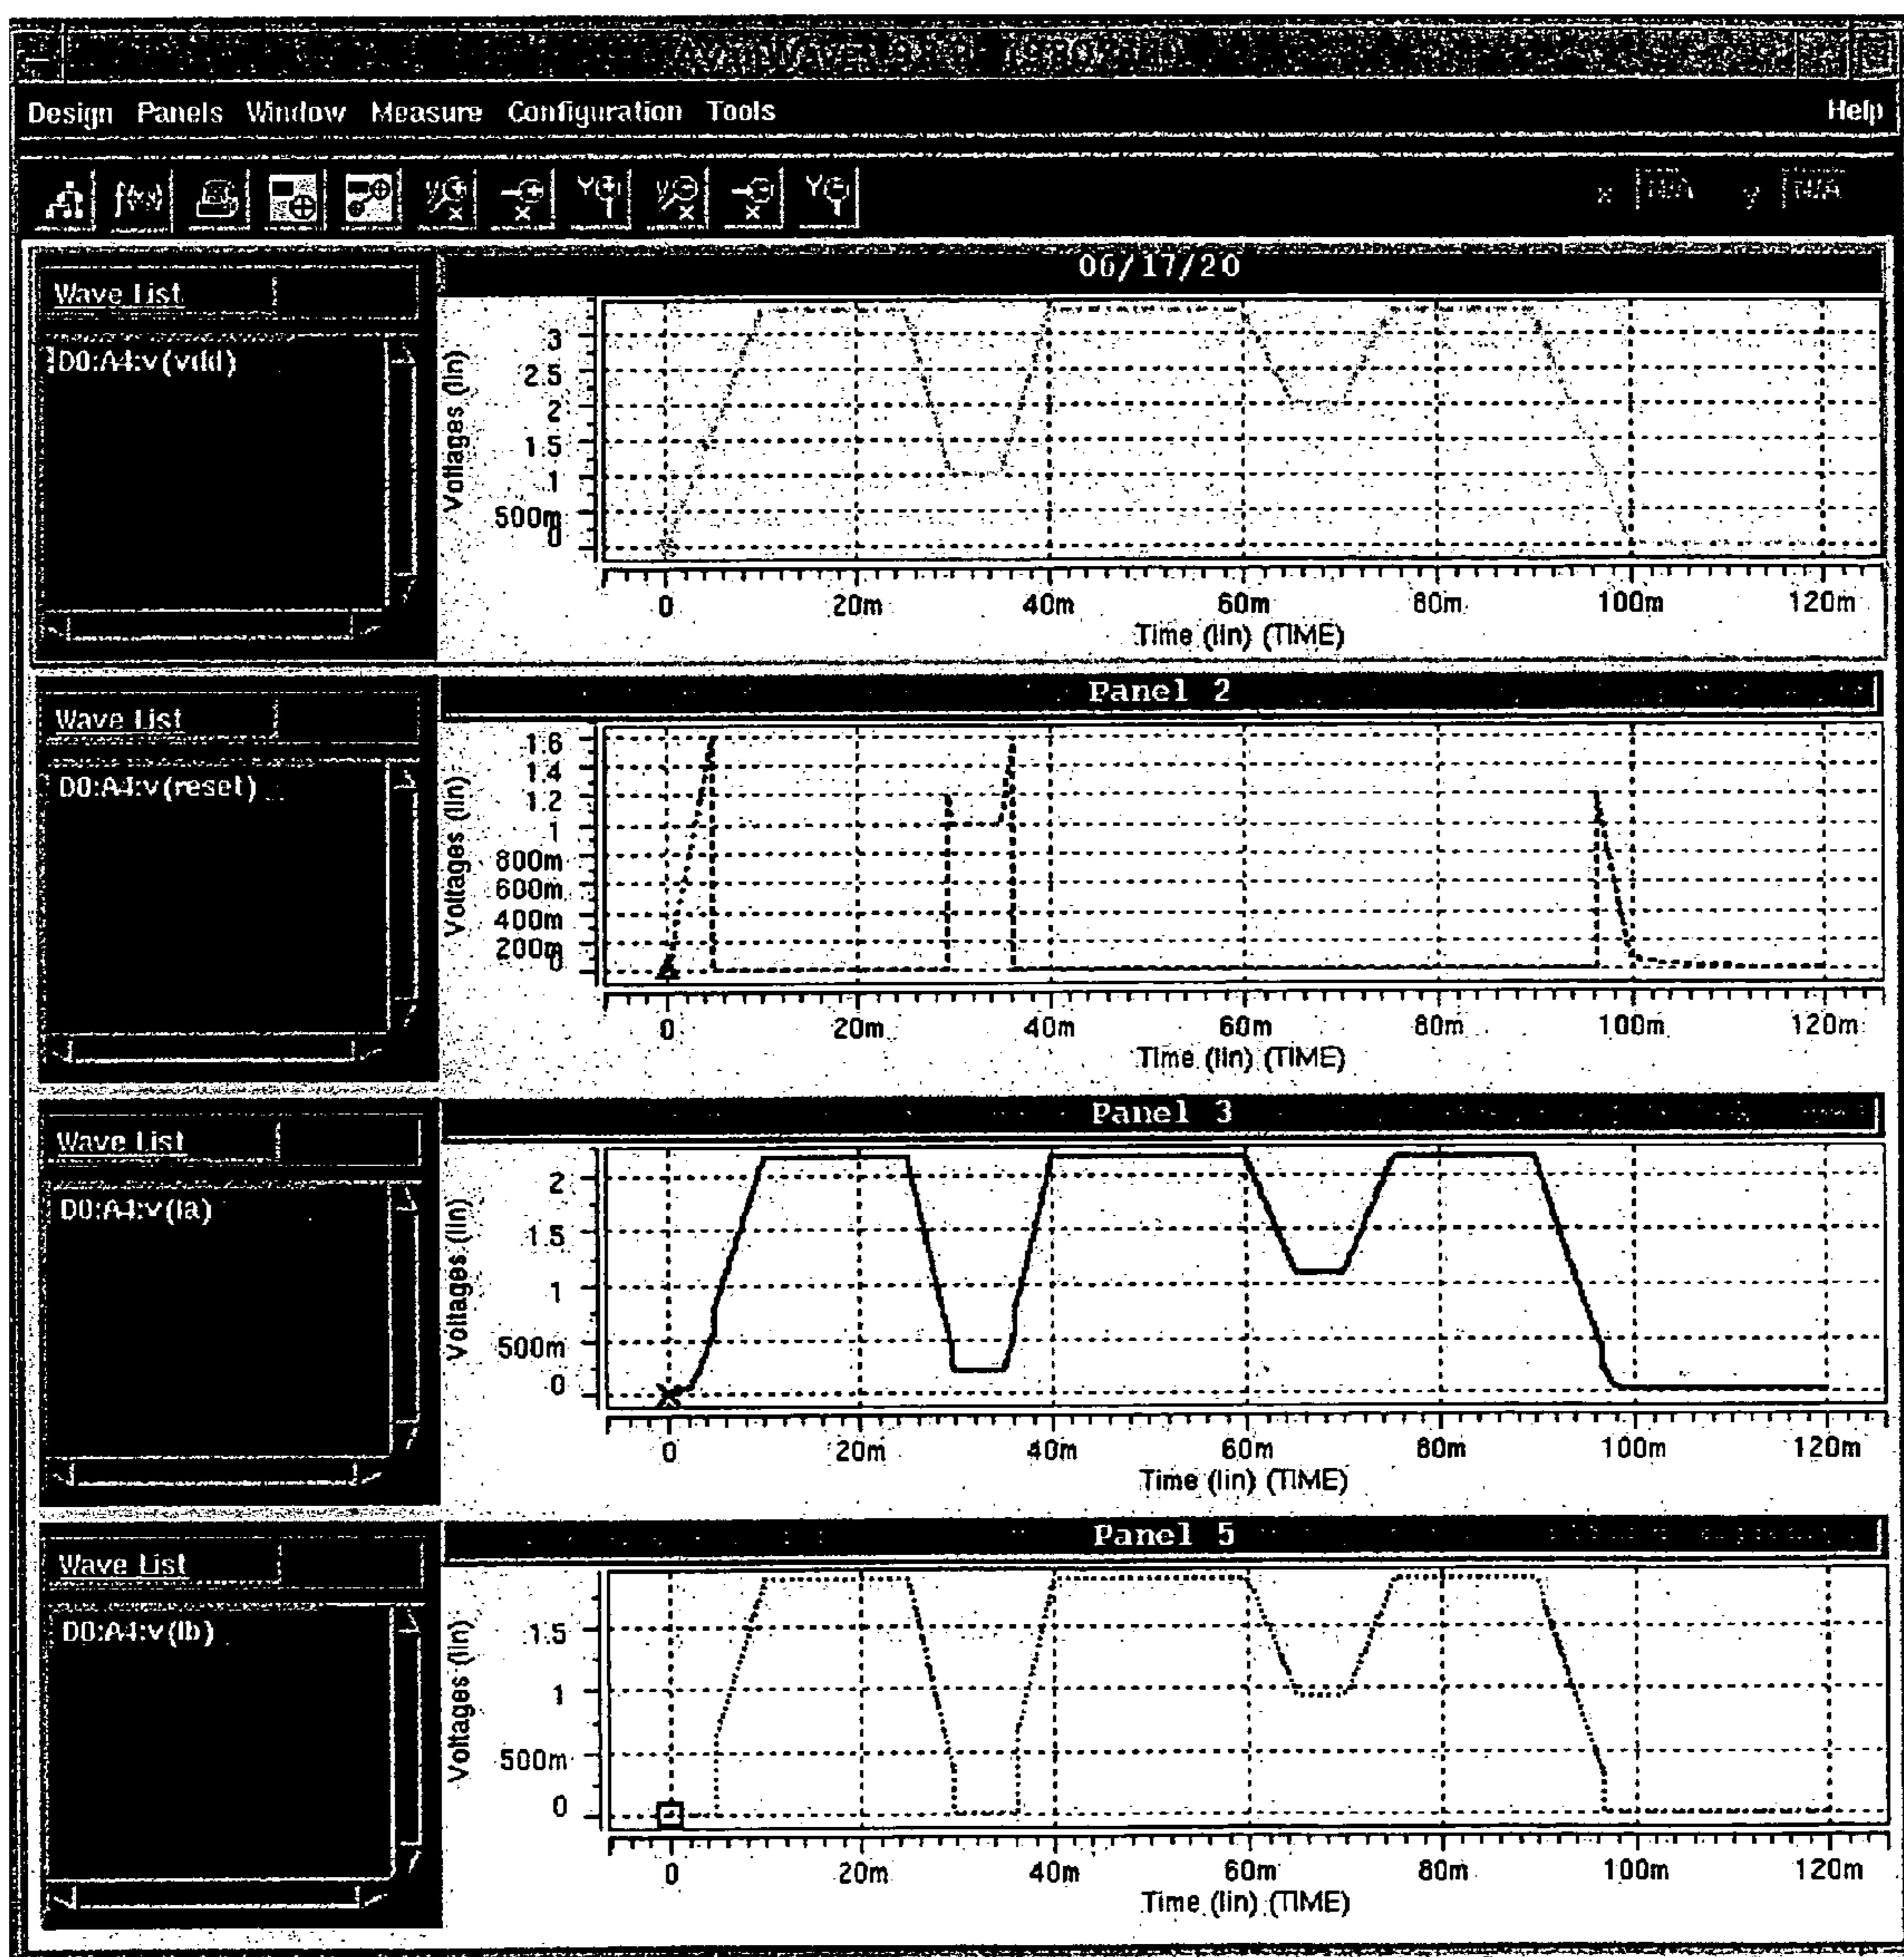 Design Panels Window Measure Configuration Tools Help
x N/A y N/A
06/17/20
Wave List
D0:A4:v(vdd)
Voltages (lin)
3
2.5
2
1.5
1
500m
0
0 20m 40m 60m 80m 100m 120m
Time (lin) (TIME)
Panel 2
Wave List
D0:A4:v(reset)
Voltages (lin)
1.6
1.4
1.2
1
800m
600m
400m
200m
0
0 20m 40m 60m 80m 100m 120m
Time (lin) (TIME)
Panel 3
Wave List
D0:A4:v(ia)
Voltages (lin)
2
1.5
1
500m
0
0 20m 40m 60m 80m 100m 120m
Time (lin) (TIME)
Panel 5
Wave List
D0:A4:v(ib)
Voltages (lin)
1.5
1
500m
0
0 20m 40m 60m 80m 100m 120m
Time (lin) (TIME)